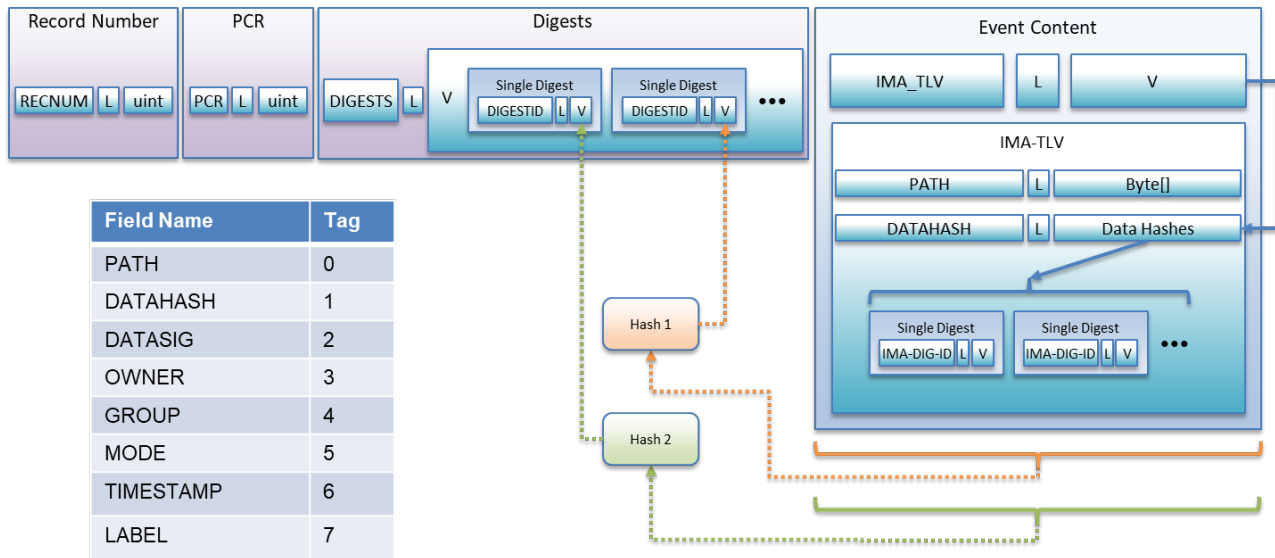 Record Number
PCR
Digests
Event Content
RECNUM L uint
PCR L uint
DIGESTS L V
Single Digest
DIGESTID L V
Single Digest
DIGESTID L V
•••
IMA_TLV L V
IMA-TLV
PATH L Byte[]
DATAHASH L Data Hashes
Single Digest
IMA-DIG-ID L V
Single Digest
IMA-DIG-ID L V
•••
Hash 1
Hash 2
Field Name Tag
PATH 0
DATAHASH 1
DATASIG 2
OWNER 3
GROUP 4
MODE 5
TIMESTAMP 6
LABEL 7